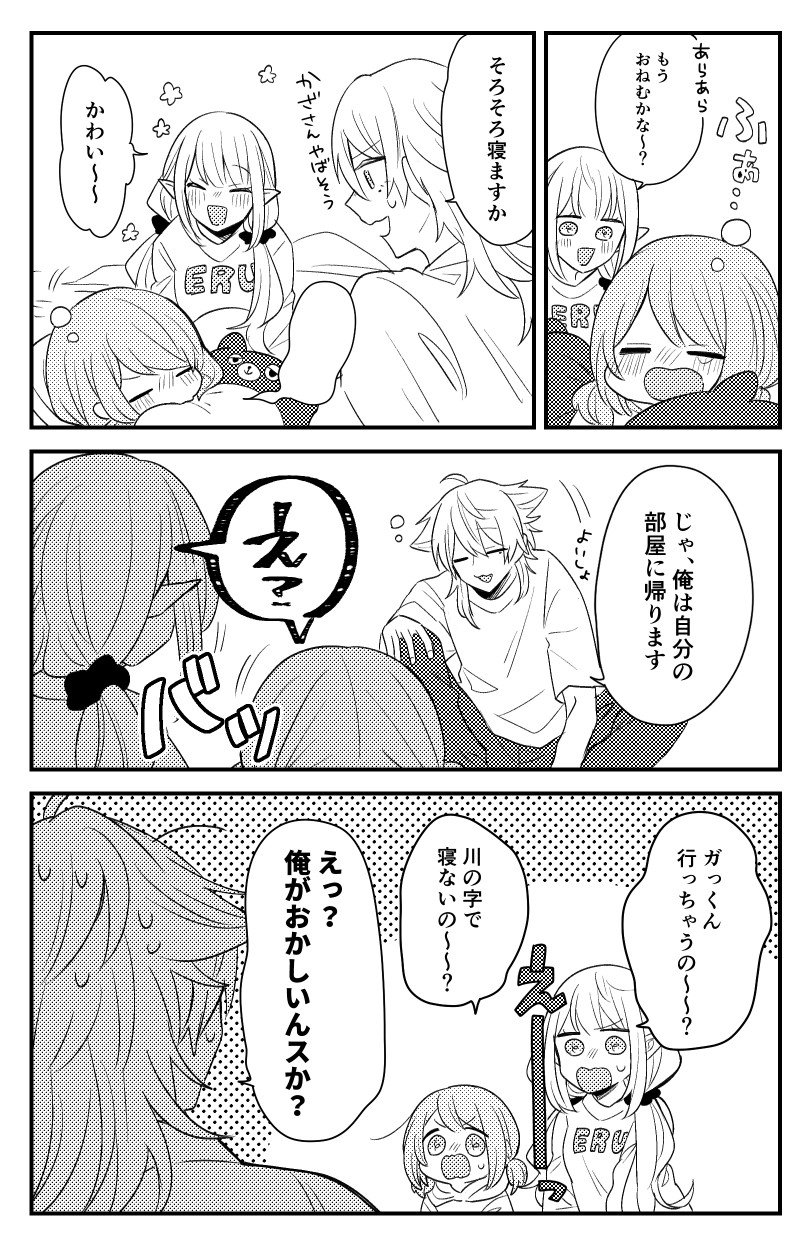 あらあら
もう
おねむかな～？
ふぁ…
ERU
そろそろ寝ますか
かざさんやばそう
かわい～～
ERU
じゃ、俺は自分の
部屋に帰ります
よいしょ
え？
バッ
ガっくん
行っちゃうの～～？
えーっ
川の字で
寝ないの～～？
ERU
えっ？
俺がおかしいんスか？